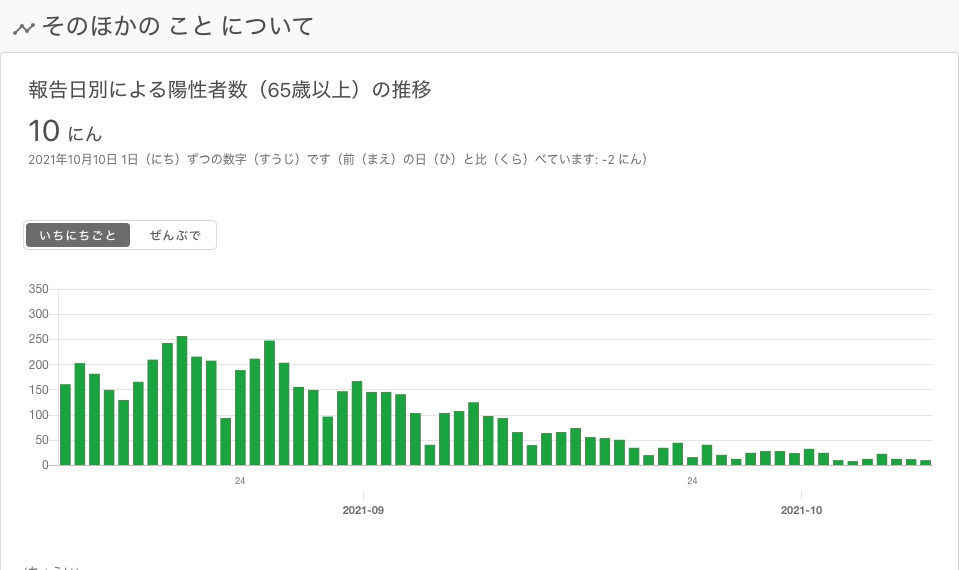 そのほかの こと について
報告日別による陽性者数（65歳以上）の推移
10 にん
2021年10月10日 1日（にち）ずつの数字（すうじ）です（前（まえ）の日（ひ）と比（くら）べています: -2 にん）
いちにちごと ぜんぶで
350
300
250
200
150
100
50
0
24 24
2021-09 2021-10